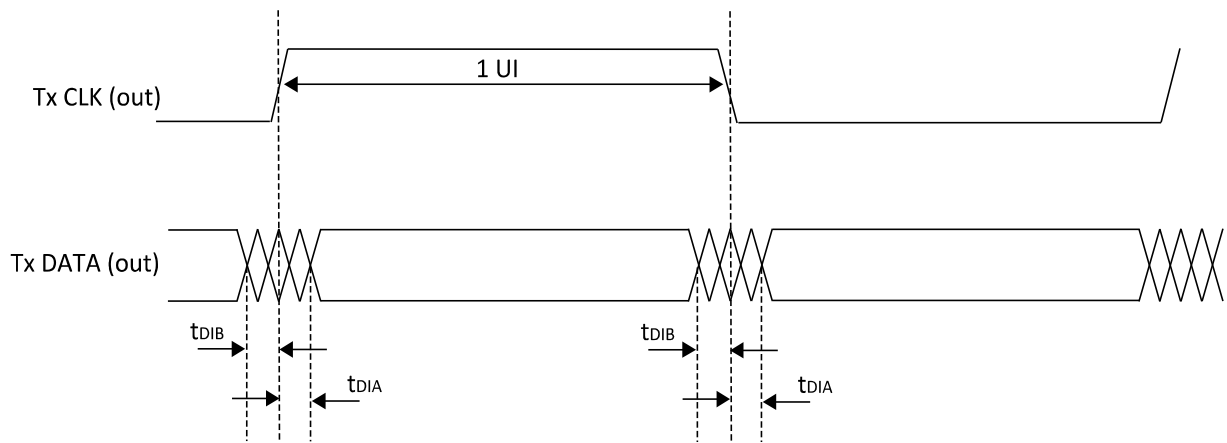 1 UI
Tx CLK (out)
Tx DATA (out)
tDIB
tDIB
tDIA
tDIA